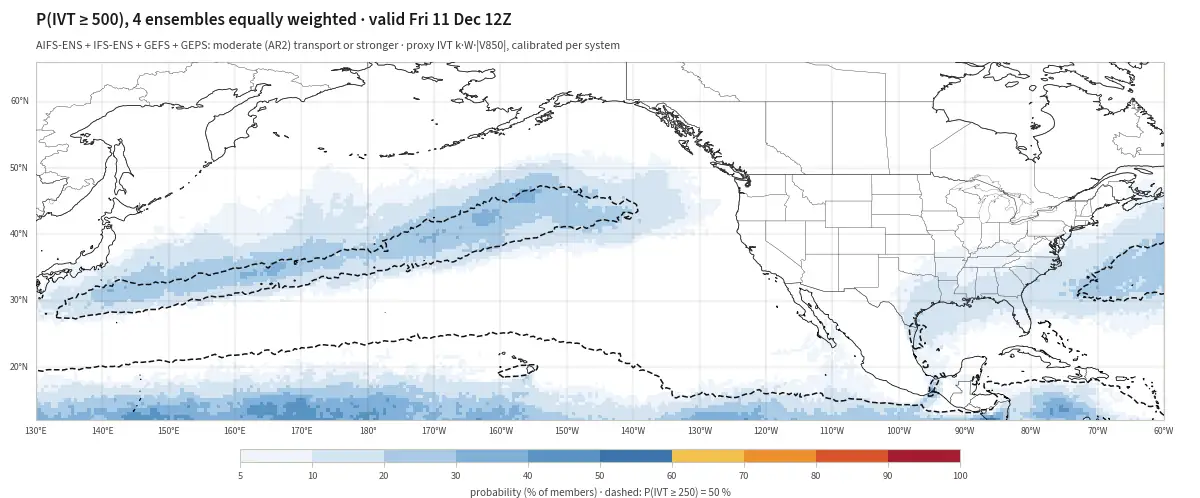 P(IVT ≥ 500), 4 ensembles equally weighted · valid Fri 11 Dec 12Z
AIFS-ENS + IFS-ENS + GEFS + GEPS: moderate (AR2) transport or stronger · proxy IVT k·W·|V850|, calibrated per system
60°N
50°N
40°N
30°N
20°N
130°E 140°E 150°E 160°E 170°E 180° 170°W 160°W 150°W 140°W 130°W 120°W 110°W 100°W 90°W 80°W 70°W 60°W
5 10 20 30 40 50 60 70 80 90 100
probability (% of members) · dashed: P(IVT ≥ 250) = 50 %